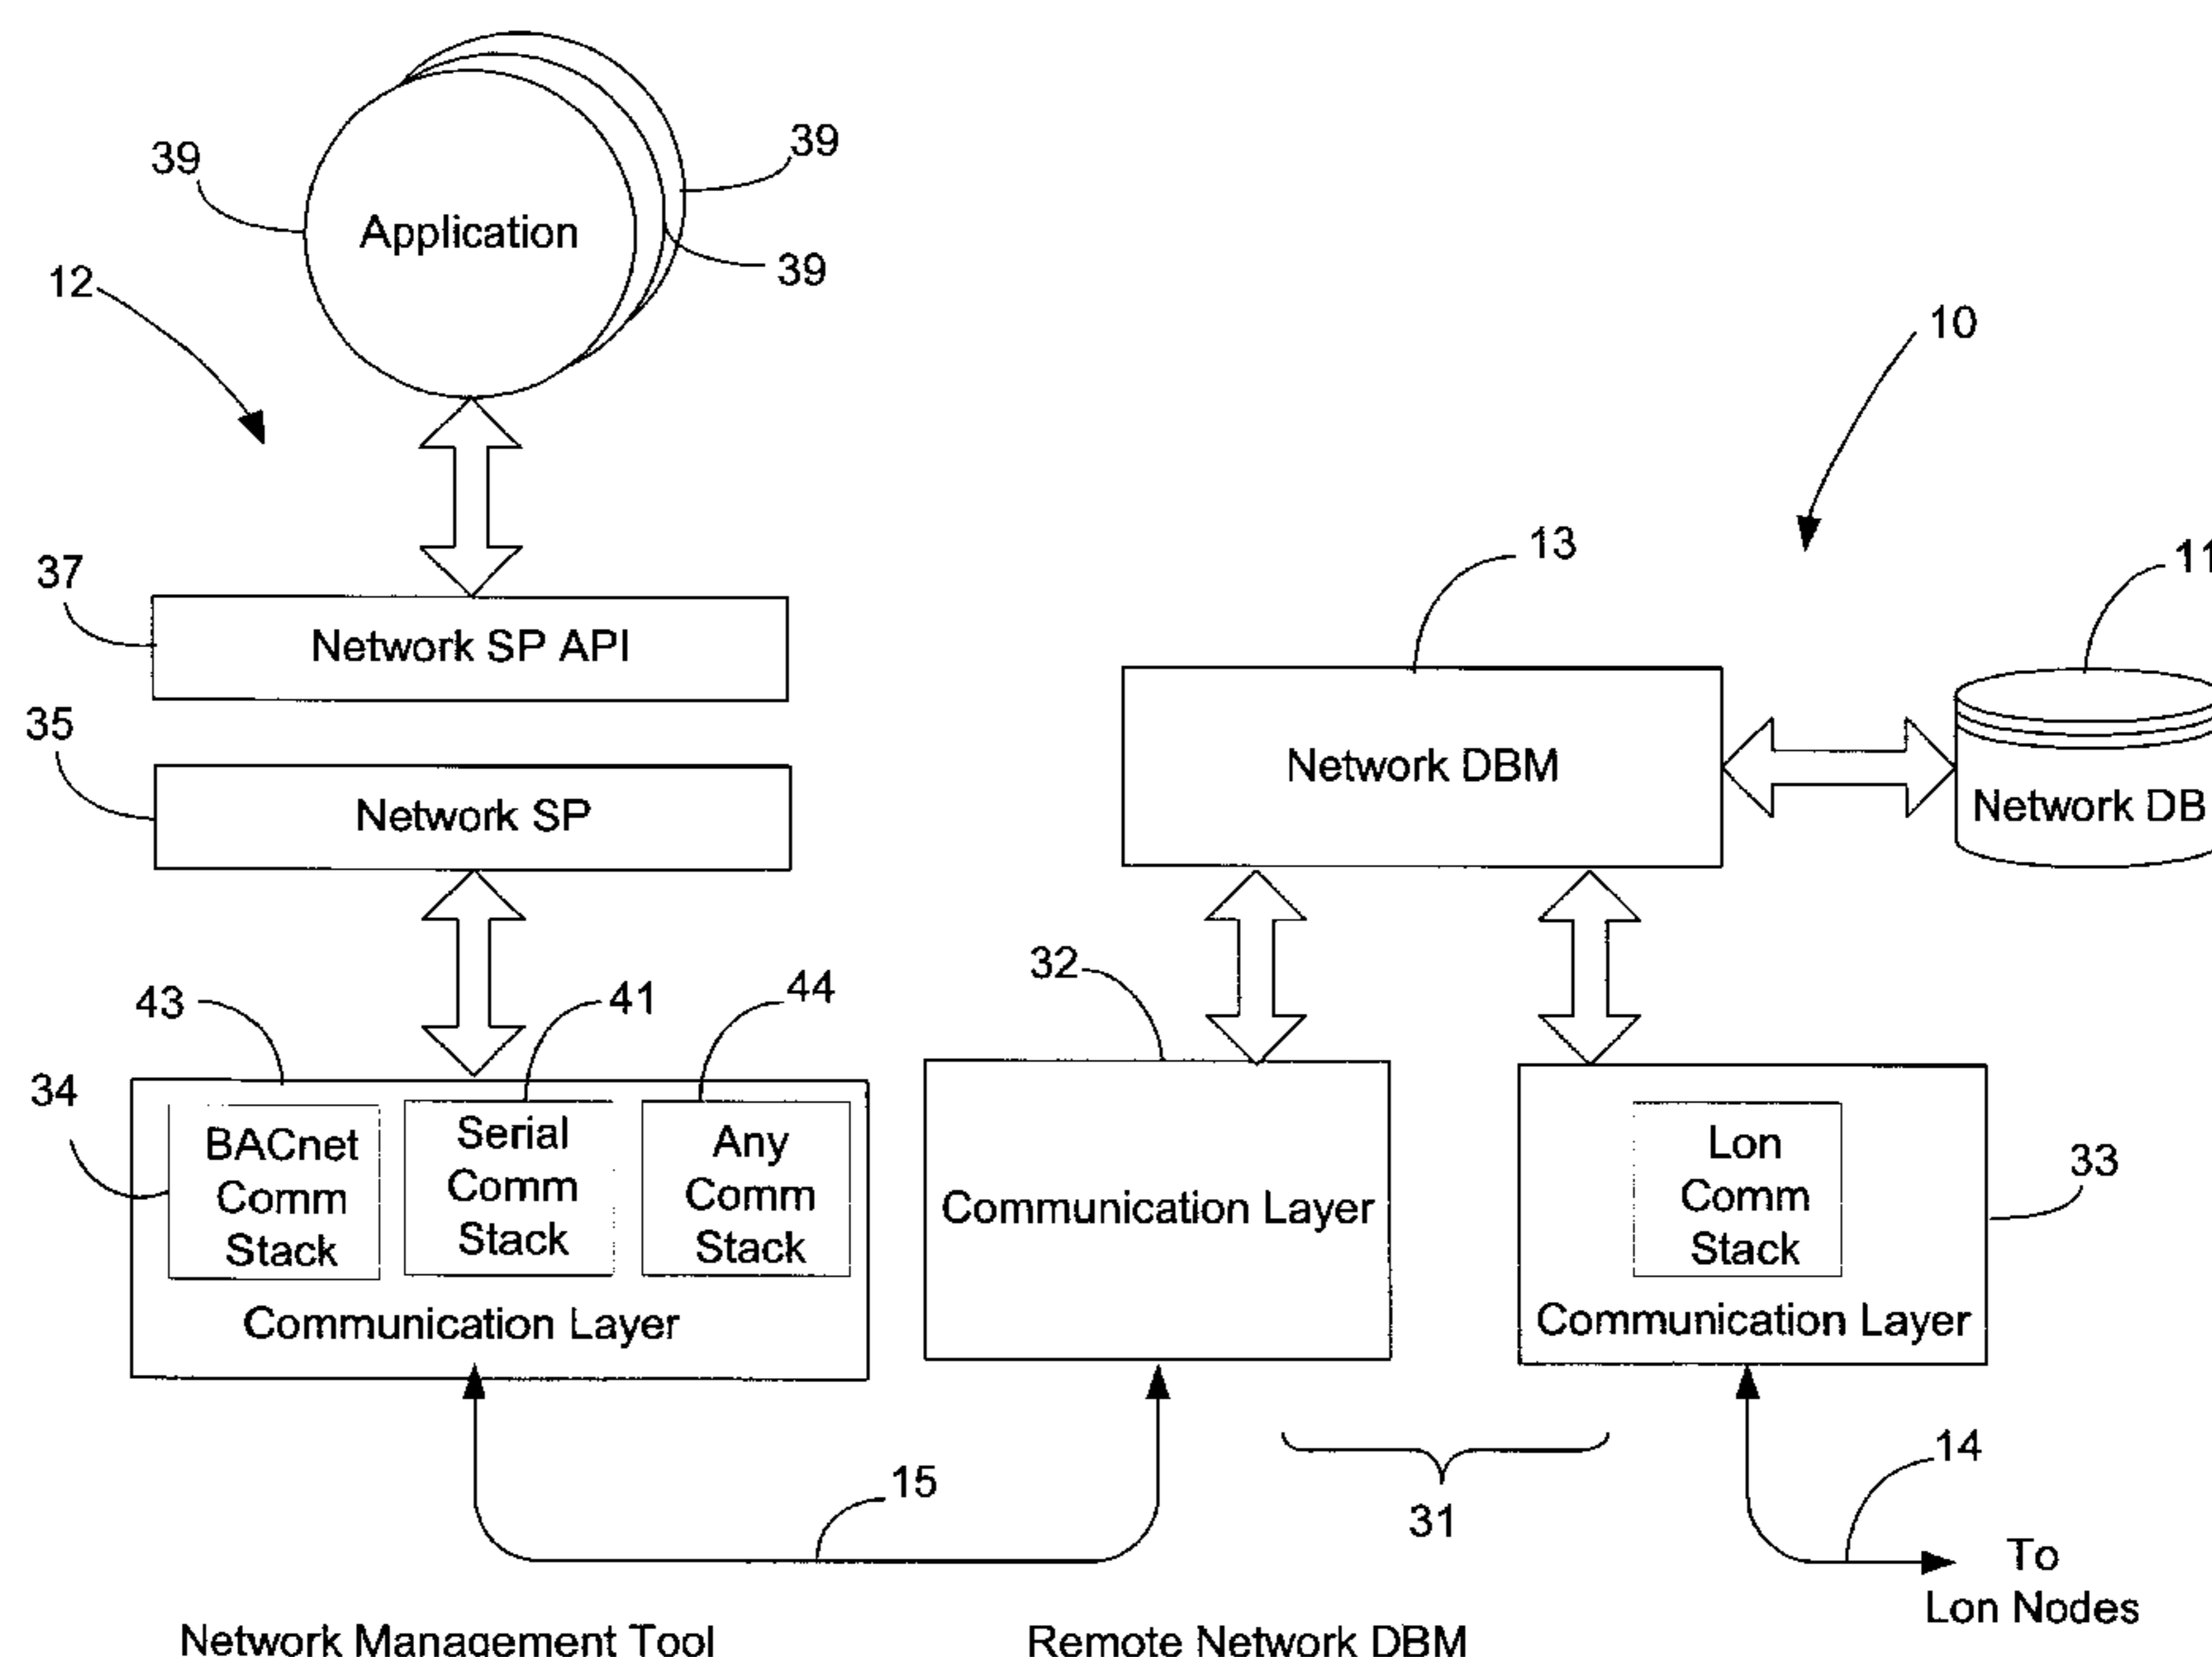 39
39
Application
39
12
10
13
11
37
Network SP API
35
Network SP
Network DBM
Network DB
32
43
41
44
34
BACnet
Comm
Stack
Serial
Comm
Stack
Any
Comm
Stack
Communication Layer
Communication Layer
Lon
Comm
Stack
Communication Layer
33
15
31
14
To
Lon Nodes
Network Management Tool
Remote Network DBM